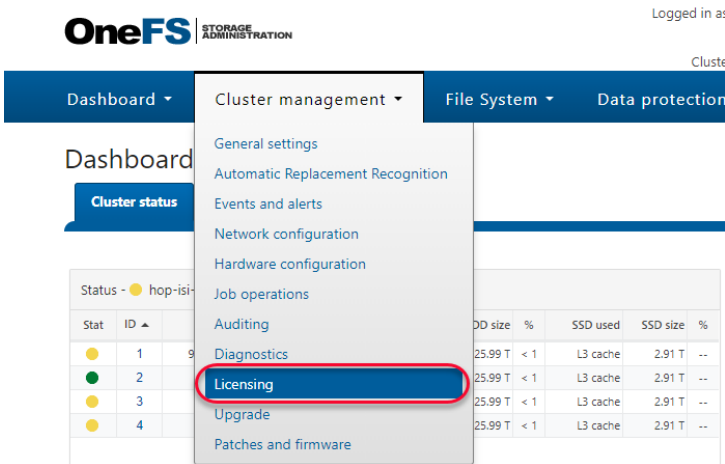 Logged in as
OneFS STORAGE ADMINISTRATION
Dashboard Cluster management File System Data protection
General settings
Dashboard
Automatic Replacement Recognition
Cluster status
Events and alerts
Network configuration
Hardware configuration
Status - hop-isi-
Job operations
Stat ID Auditing size % SSD used SSD size %
1 9 Diagnostics 25.99 T < 1 L3 cache 2.91 T --
2 Licensing 25.99 T < 1 L3 cache 2.91 T --
3 25.99 T < 1 L3 cache 2.91 T --
Upgrade
4 25.99 T < 1 L3 cache 2.91 T --
Patches and firmware